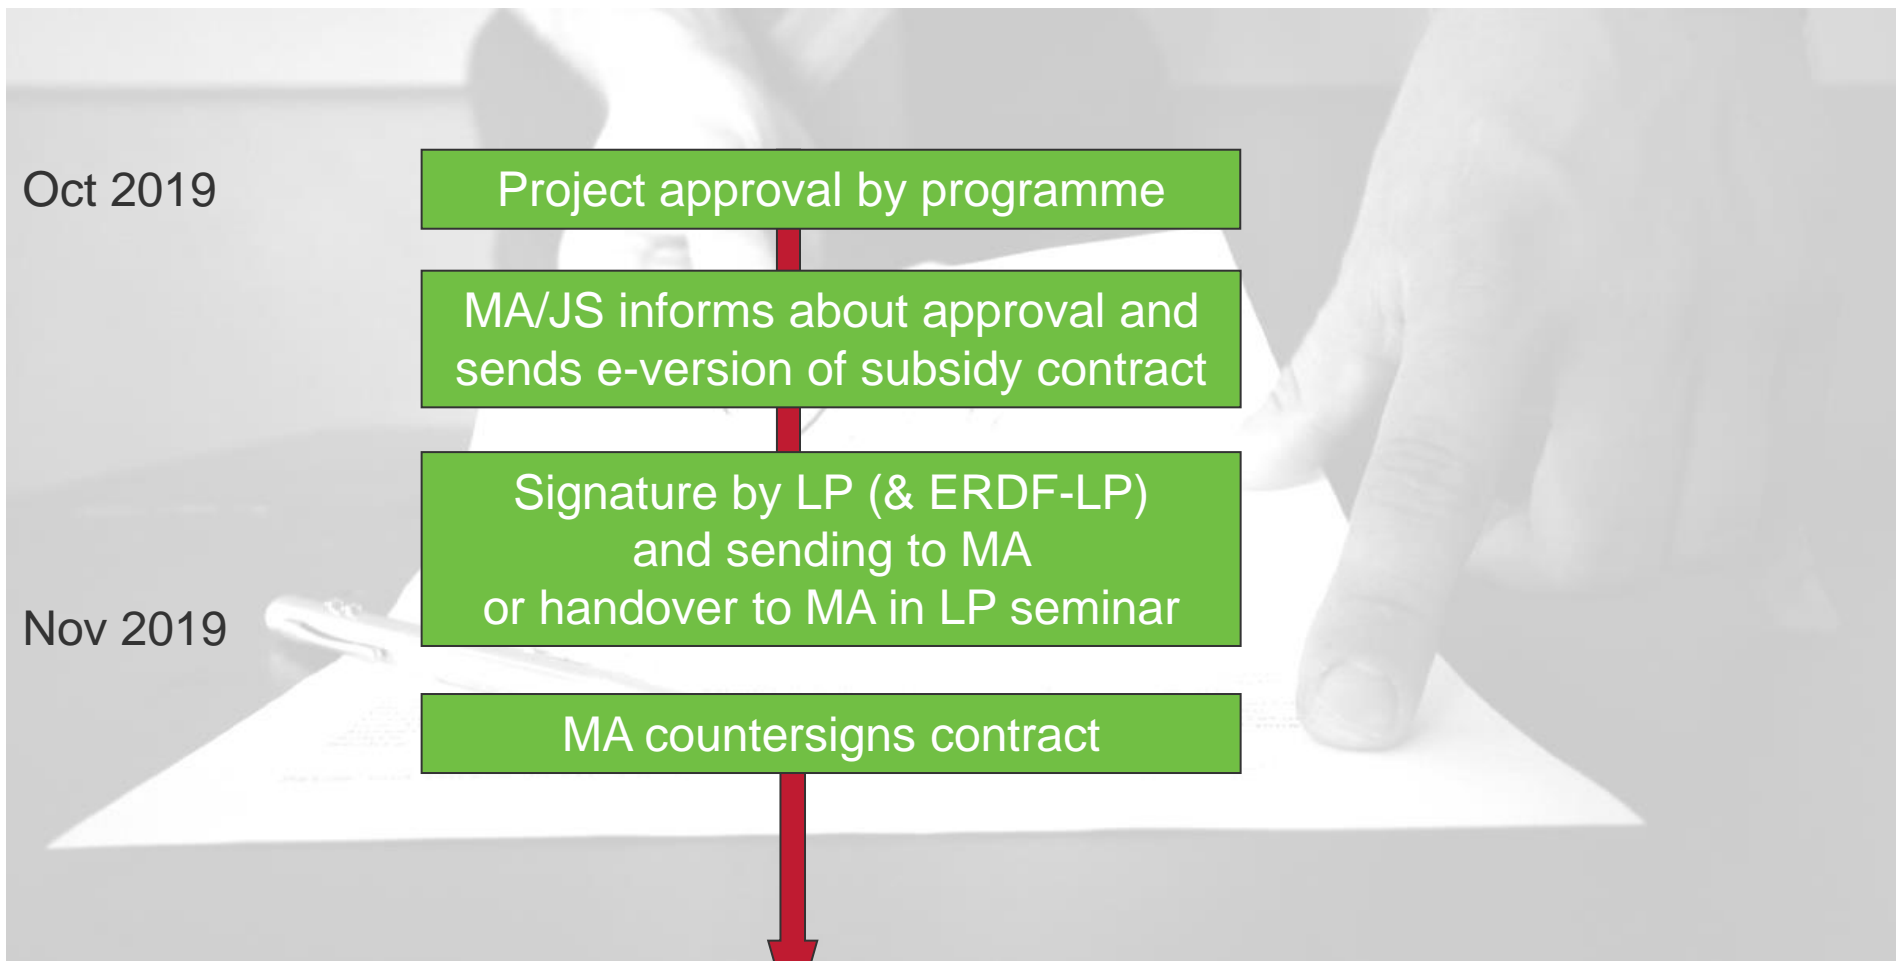 Oct 2019
Project approval by programme
MA/JS informs about approval and
sends e-version of subsidy contract
Signature by LP (& ERDF-LP)
and sending to MA
or handover to MA in LP seminar
Nov 2019
MA countersigns contract